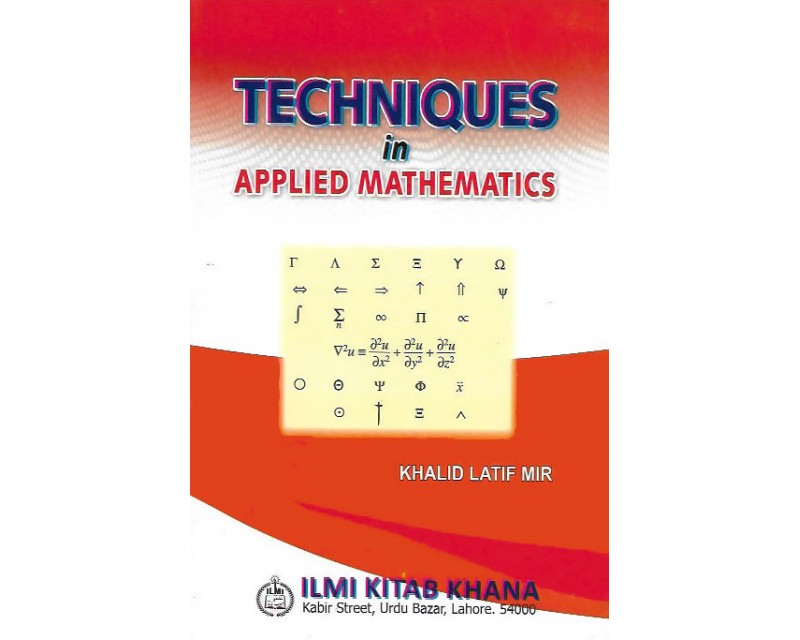 TECHNIQUES
in
APPLIED MATHEMATICS
Γ Λ Σ Ξ Υ Ω
⇔ ⇐ ⇒ ↑ ⇑ ψ
∫ Σ n ∞ Π ∝
∇²u ≡ ∂²u/∂x² + ∂²u/∂y² + ∂²u/∂z²
○ Θ Ψ Φ ẍ
⊙ † Ξ ∧
KHALID LATIF MIR
ILMI
ILMI KITAB KHANA
Kabir Street, Urdu Bazar, Lahore. 54000